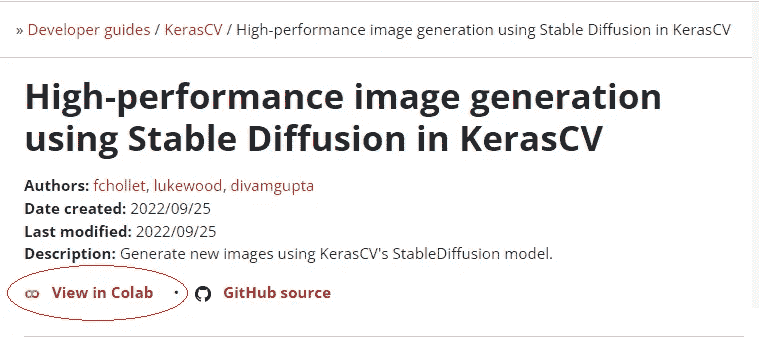 » Developer guides / KerasCV / High-performance image generation using Stable Diffusion in KerasCV
High-performance image generation
using Stable Diffusion in KerasCV
Authors: fchollet, lukewood, divamgupta
Date created: 2022/09/25
Last modified: 2022/09/25
Description: Generate new images using KerasCV's StableDiffusion model.
View in Colab • GitHub source